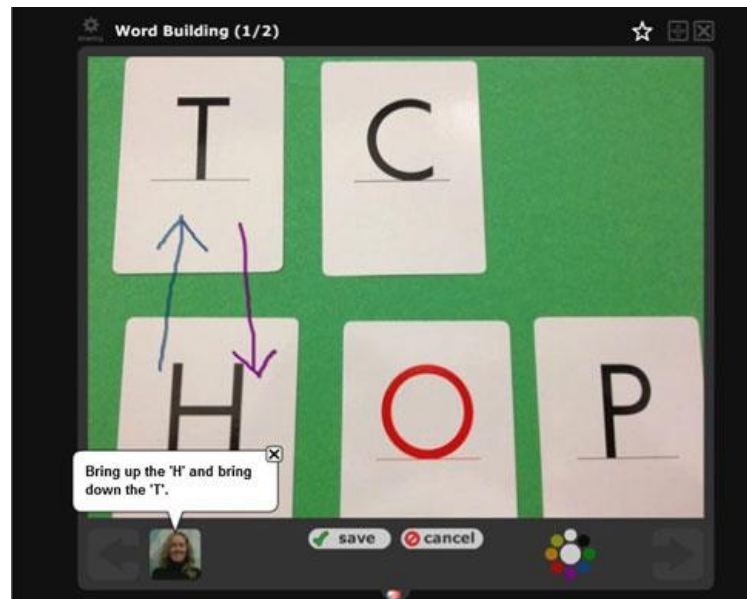 Word Building (1/2)
T C
H O P
Bring up the 'H' and bring
down the 'T'.
save cancel